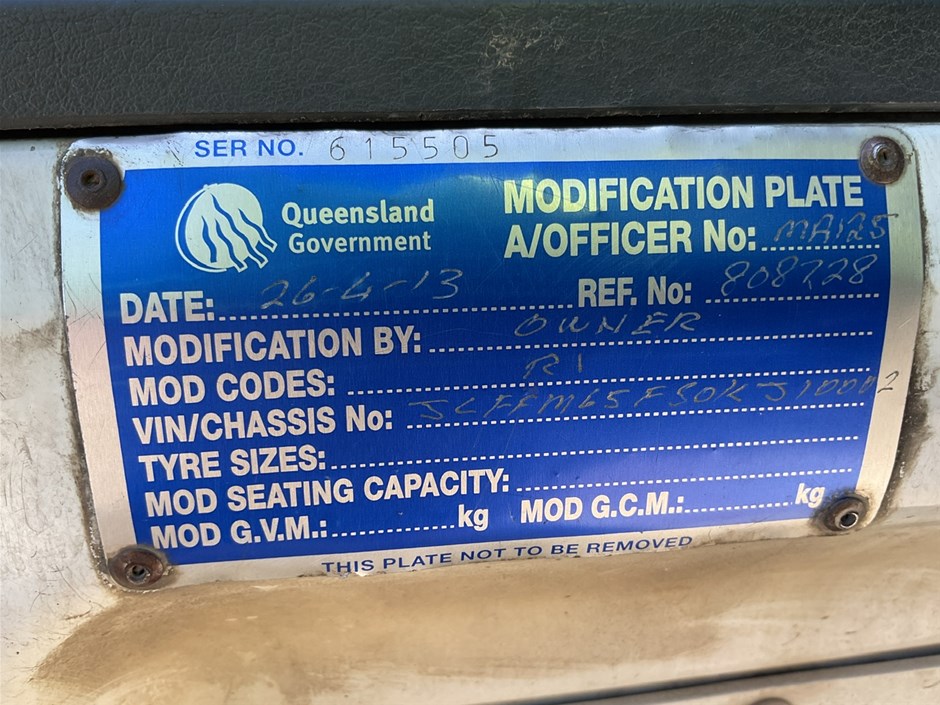 SER NO. 615505
Queensland
Government
MODIFICATION PLATE
A/OFFICER No: MA125
DATE: 26-4-13 REF. No: 808728
MODIFICATION BY: OWNER
MOD CODES: R1
VIN/CHASSIS No: JLFFM65F50KJ10002
TYRE SIZES:
MOD SEATING CAPACITY:
MOD G.V.M.: kg MOD G.C.M.: kg
THIS PLATE NOT TO BE REMOVED